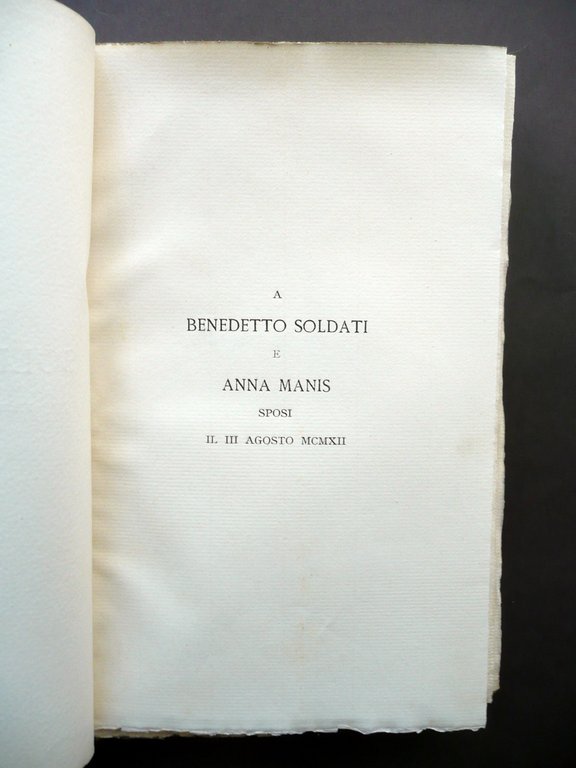 A
BENEDETTO SOLDATI
E
ANNA MANIS
SPOSI
IL III AGOSTO MCMXII